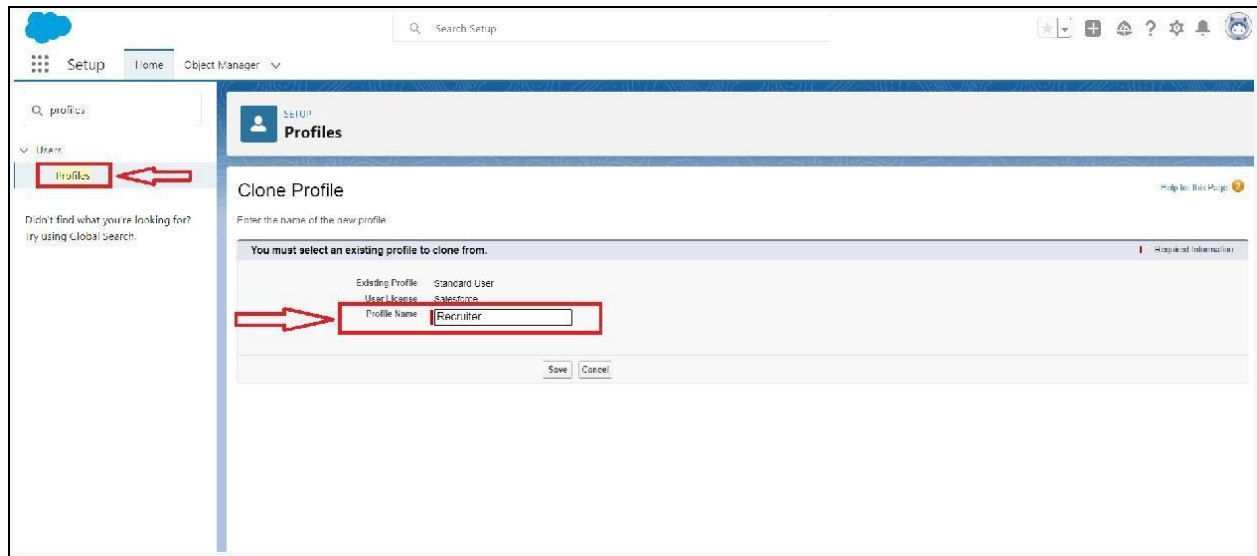 Search Setup
Setup
Home
Object Manager
profiles
Users
Profiles
Didn't find what you're looking for?
Try using Global Search.
SETUP
Profiles
Clone Profile
Help for this Page
Enter the name of the new profile
You must select an existing profile to clone from.
Required Information
Existing Profile Standard User
User License Salesforce
Profile Name Recruiter
Save Cancel